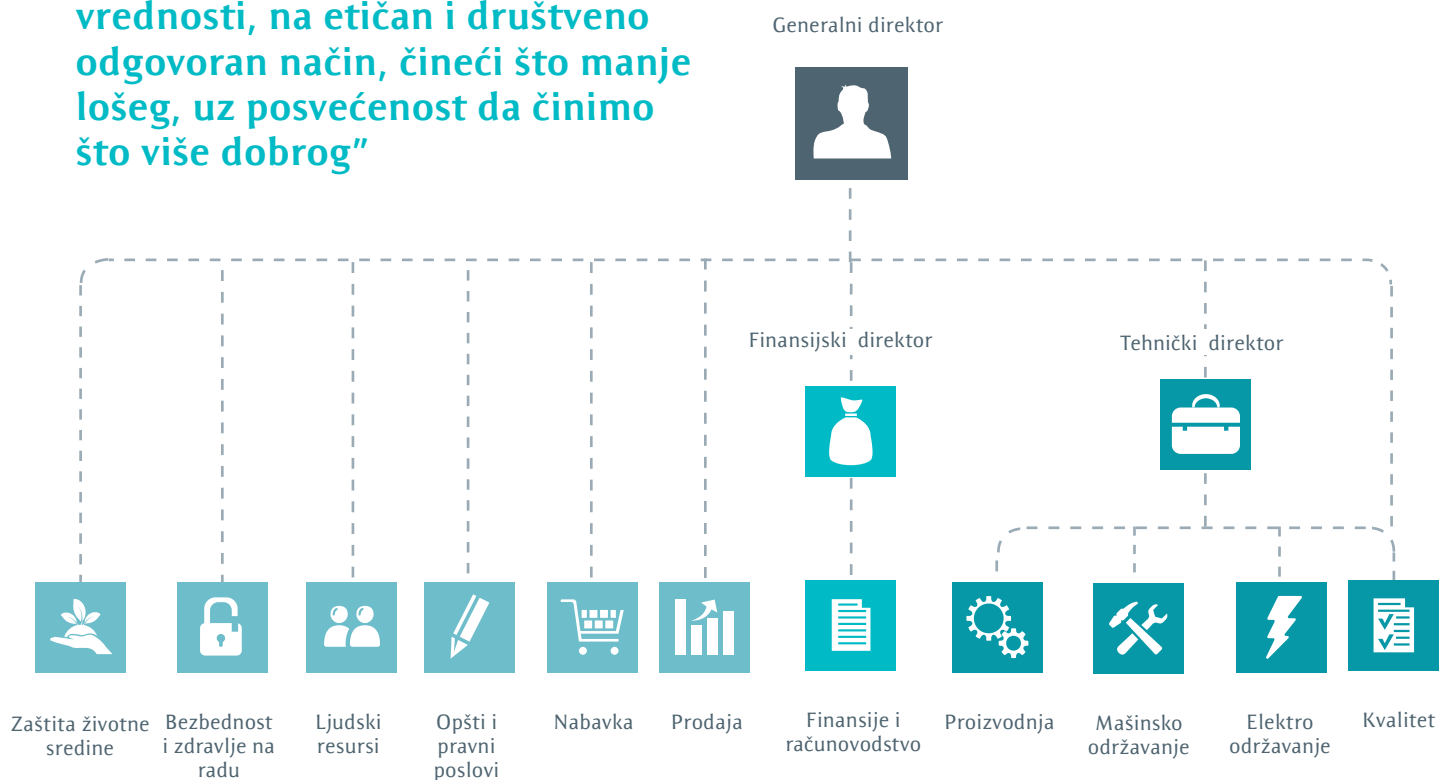 vrednosti, na etičan i društveno
odgovoran način, čineći što manje
lošeg, uz posvećenost da činimo
što više dobrog”
Generalni direktor
Finansijski direktor
Tehnički direktor
Zaštita životne
sredine
Bezbednost
i zdravlje na
radu
Ljudski
resursi
Opšti i
pravni
poslovi
Nabavka
Prodaja
Finansije i
računovodstvo
Proizvodnja
Mašinsko
održavanje
Elektro
održavanje
Kvalitet